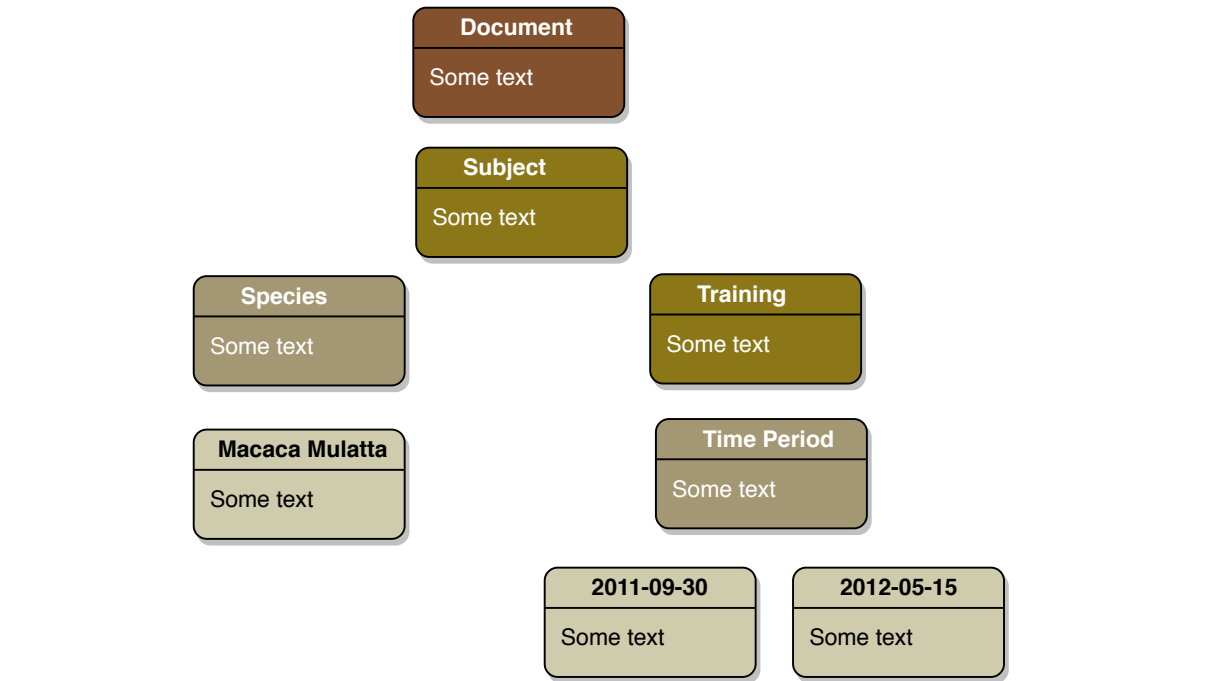 Document
Some text
Subject
Some text
Species
Some text
Training
Some text
Macaca Mulatta
Some text
Time Period
Some text
2011-09-30
Some text
2012-05-15
Some text